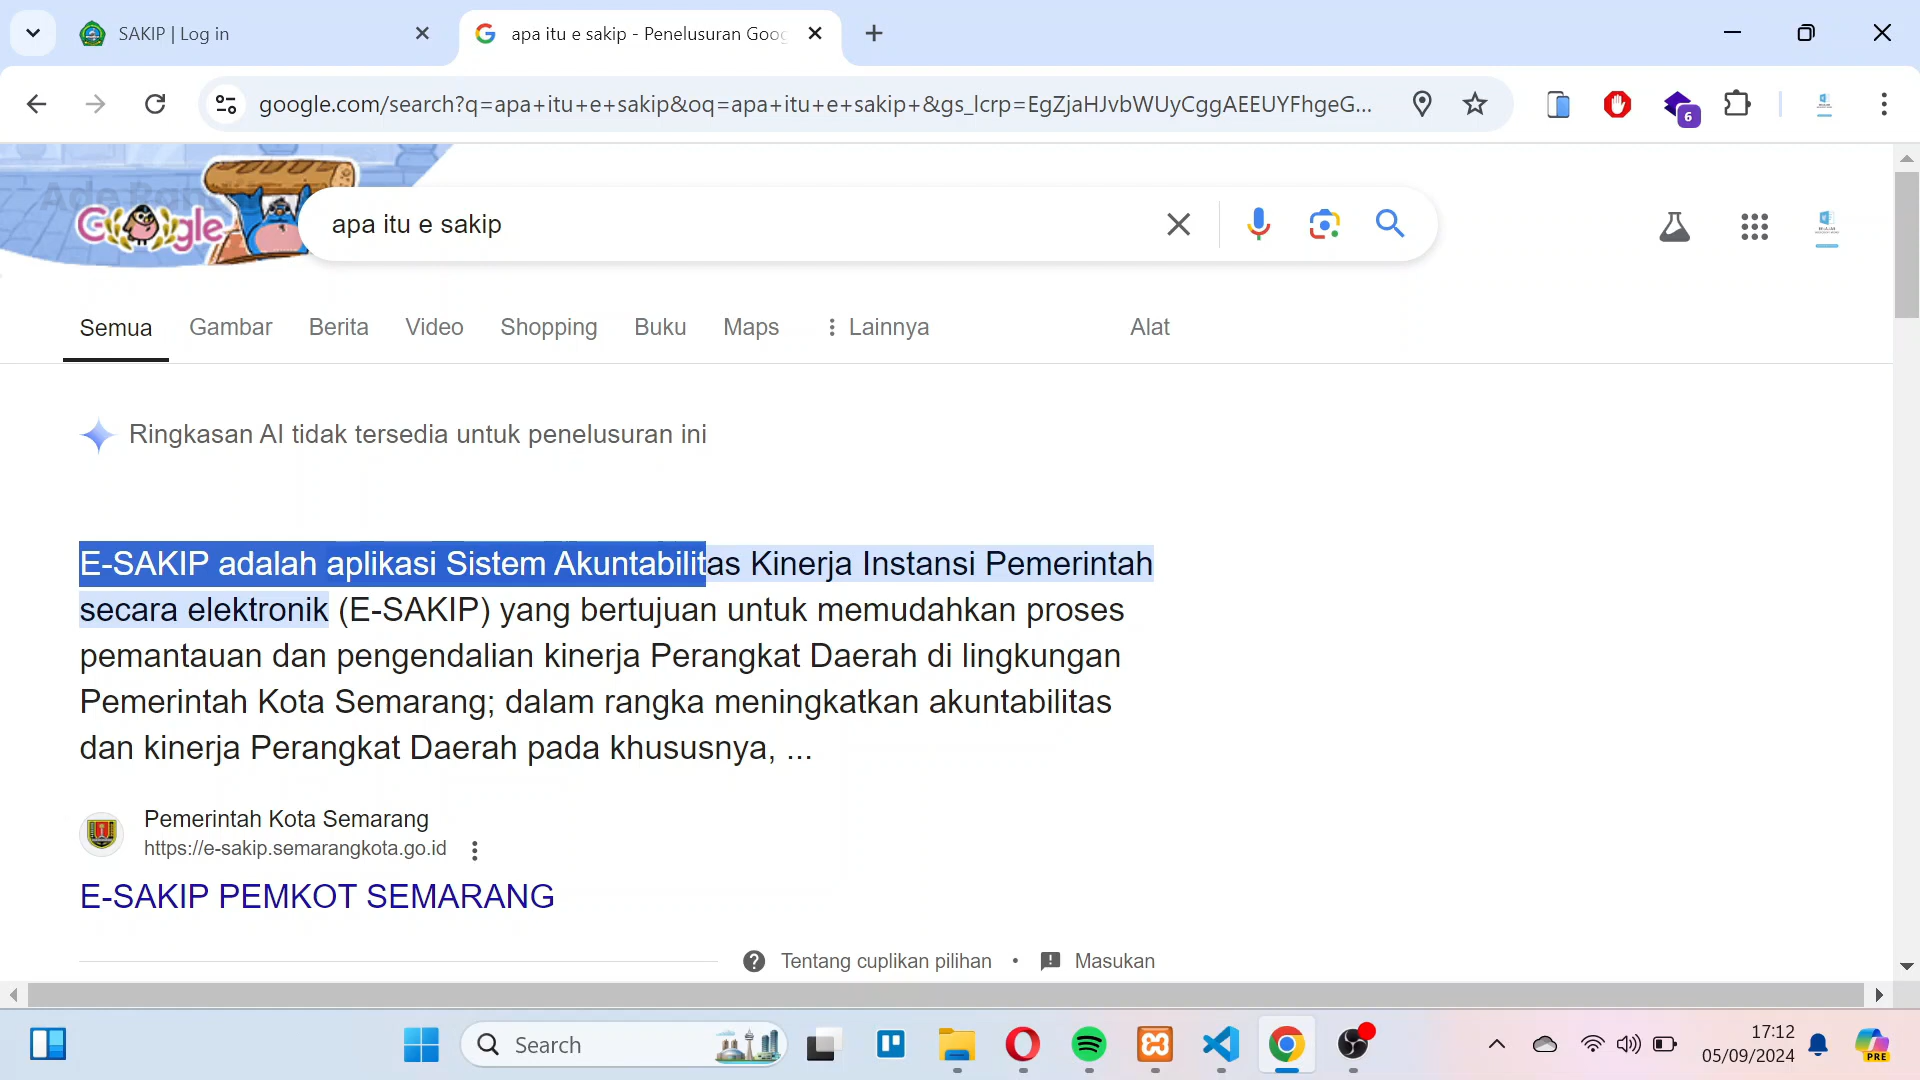 SAKIP | Log in
apa itu e sakip - Penelusuran Goog
google.com/search?q=apa+itu+e+sakip&oq=apa+itu+e+sakip+&gs_lcrp=EgZjaHJvbWUyCggAEEUYFhgeG...
6
Google
apa itu e sakip
Semua
Gambar
Berita
Video
Shopping
Buku
Maps
Lainnya
Alat
Ringkasan AI tidak tersedia untuk penelusuran ini
E-SAKIP adalah aplikasi Sistem Akuntabilitas Kinerja Instansi Pemerintah
secara elektronik (E-SAKIP) yang bertujuan untuk memudahkan proses
pemantauan dan pengendalian kinerja Perangkat Daerah di lingkungan
Pemerintah Kota Semarang; dalam rangka meningkatkan akuntabilitas
dan kinerja Perangkat Daerah pada khususnya, ...
Pemerintah Kota Semarang
https://e-sakip.semarangkota.go.id
E-SAKIP PEMKOT SEMARANG
Tentang cuplikan pilihan
•
Masukan
Search
17:12
05/09/2024
PRE